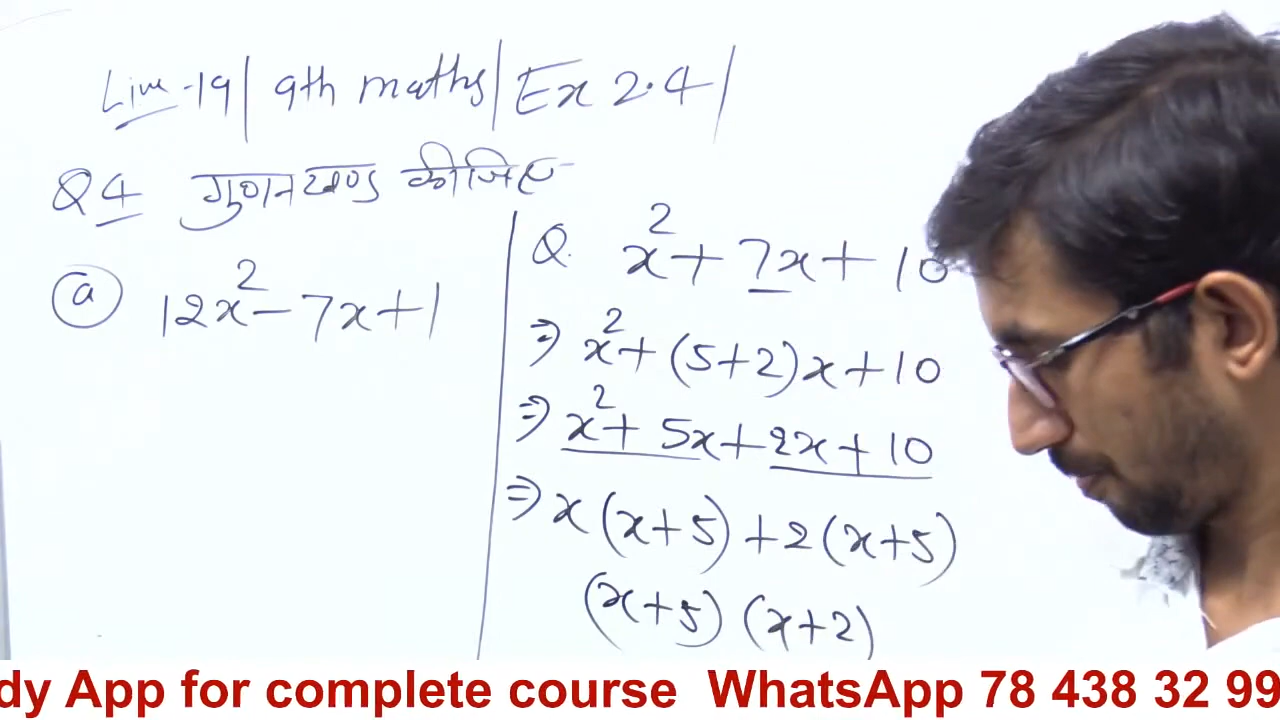 Live-19| 9th maths| Ex 2.4|
Q4 गुणनखण्ड कीजिए
(a) 12x² - 7x + 1
Q. x² + 7x + 10
⇒ x² + (5+2)x + 10
⇒ x² + 5x + 2x + 10
⇒ x(x+5) + 2(x+5)
(x+5) (x+2)
dy App for complete course WhatsApp 78 438 32 99